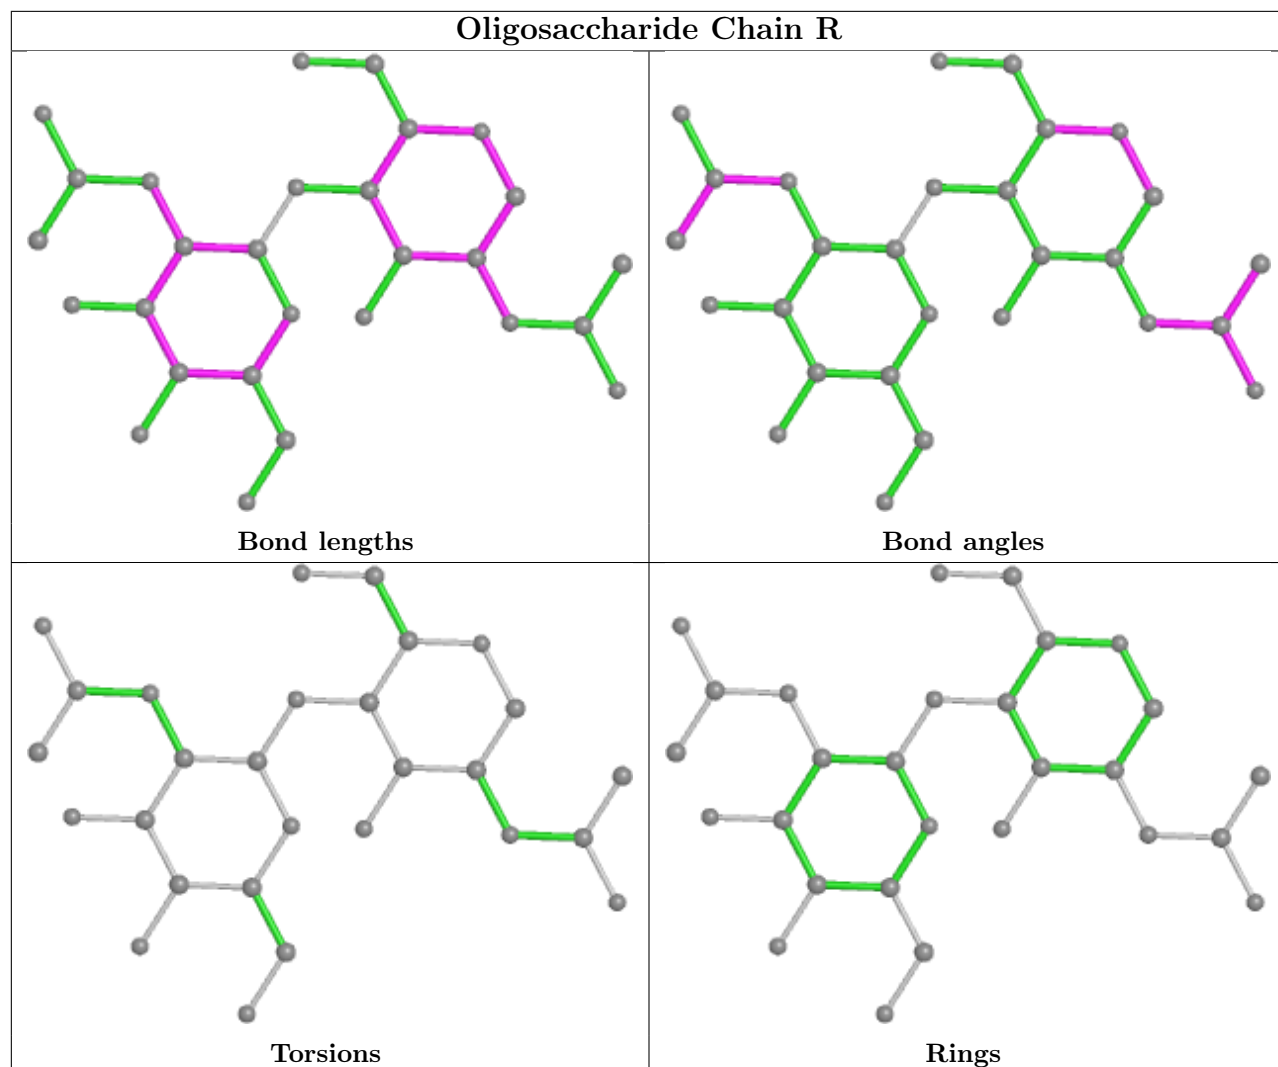 Oligosaccharide Chain R
Bond lengths
Bond angles
Torsions
Rings